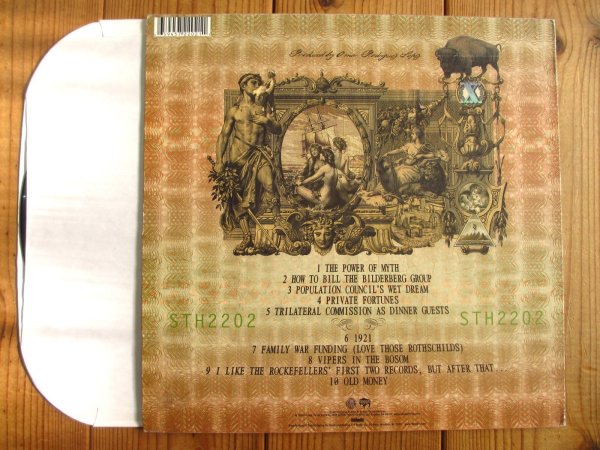 Produced by Omar Rodriguez Lopez
1 THE POWER OF MYTH
2 HOW TO BILL THE BILDERBERG GROUP
3 POPULATION COUNCIL'S WET DREAM
4 PRIVATE FORTUNES
5 TRILATERAL COMMISSION AS DINNER GUESTS
STH2202
STH2202
6 1921
7 FAMILY WAR FUNDING (LOVE THOSE ROTHSCHILDS)
8 VIPERS IN THE BOSOM
9 I LIKE THE ROCKEFELLERS' FIRST TWO RECORDS, BUT AFTER THAT...
10 OLD MONEY